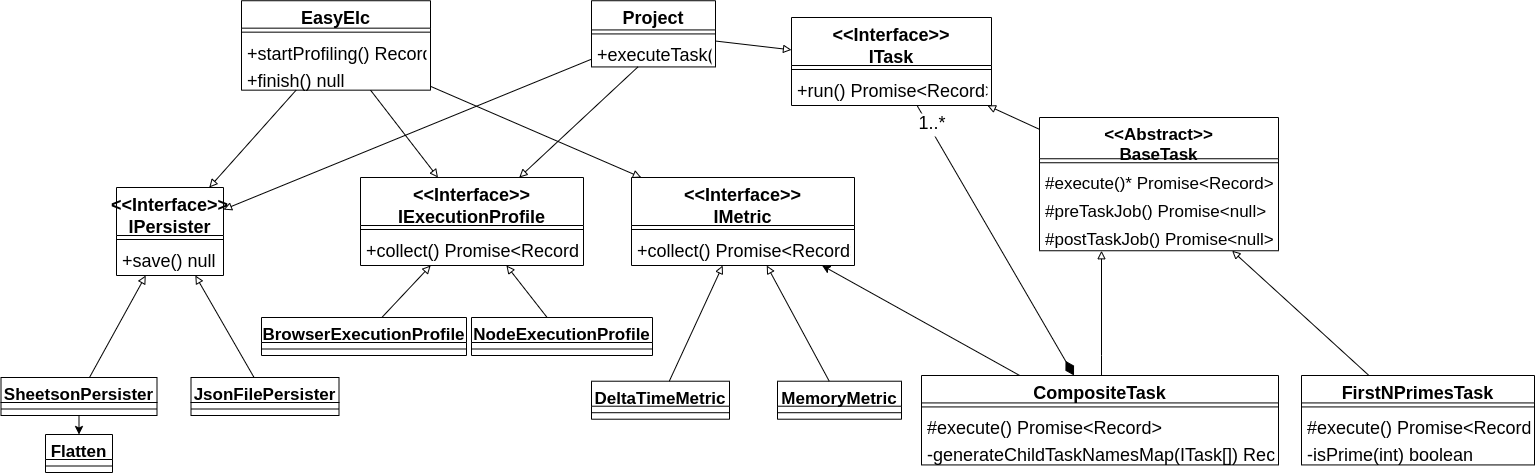 EasyElc
+startProfiling() Recor
+finish() null
Project
+executeTask(
<<Interface>>
ITask
+run() Promise<Record>
1..*
<<Abstract>>
BaseTask
#execute()* Promise<Record>
#preTaskJob() Promise<null>
#postTaskJob() Promise<null>
<<Interface>>
IPersister
+save() null
<<Interface>>
IExecutionProfile
+collect() Promise<Record
<<Interface>>
IMetric
+collect() Promise<Record
BrowserExecutionProfile
NodeExecutionProfile
SheetsonPersister
JsonFilePersister
Flatten
DeltaTimeMetric
MemoryMetric
CompositeTask
#execute() Promise<Record>
-generateChildTaskNamesMap(ITask[]) Rec
FirstNPrimesTask
#execute() Promise<Record
-isPrime(int) boolean